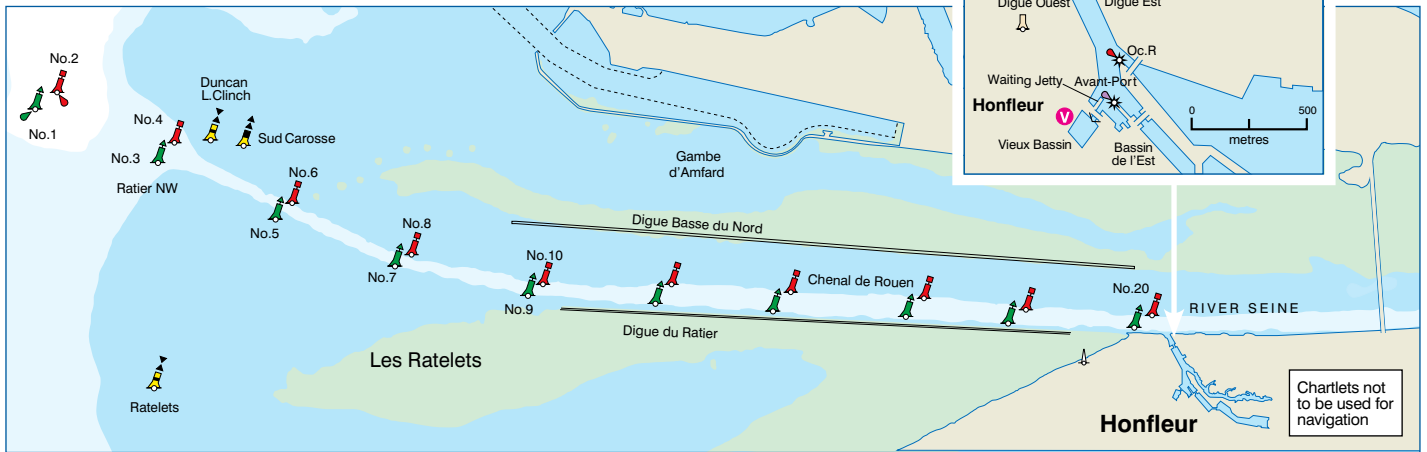 No.2
No.1
Duncan
L.Clinch
No.4
Sud Carosse
No.3
Ratier NW
No.6
No.5
No.8
No.7
No.10
No.9
Gambe
d'Amfard
Digue Basse du Nord
Chenal de Rouen
No.20
RIVER SEINE
Digue du Ratier
Les Ratelets
Ratelets
Honfleur
Chartlets not
to be used for
navigation
Digue Ouest
Digue Est
Oc.R
Waiting Jetty
Avant-Port
Honfleur
V
Vieux Bassin
Bassin
de l'Est
0 500
metres